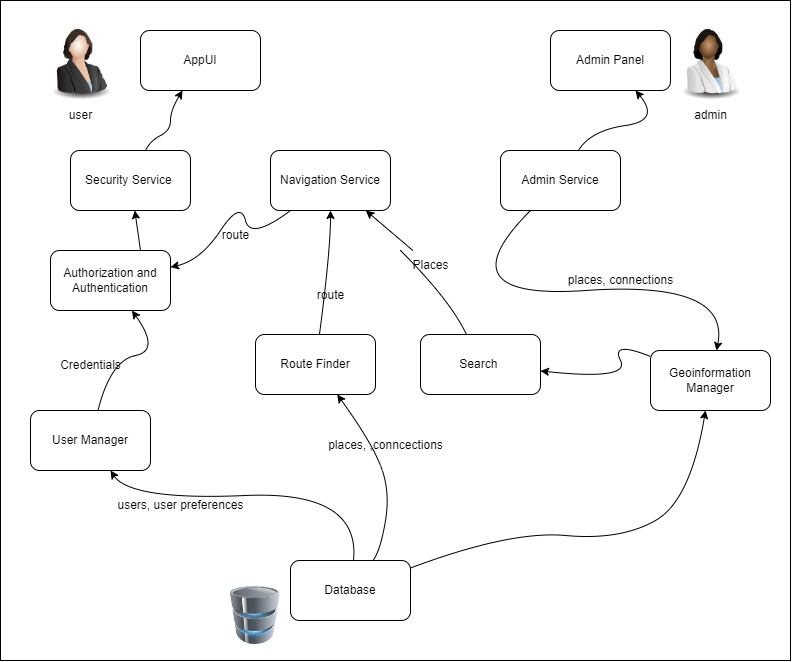 AppUI
Admin Panel
user
admin
Security Service
Navigation Service
Admin Service
route
Places
Authorization and
Authentication
places, connections
route
Credentials
Route Finder
Search
Geoinformation
Manager
User Manager
places, ,conncections
users, user preferences
Database